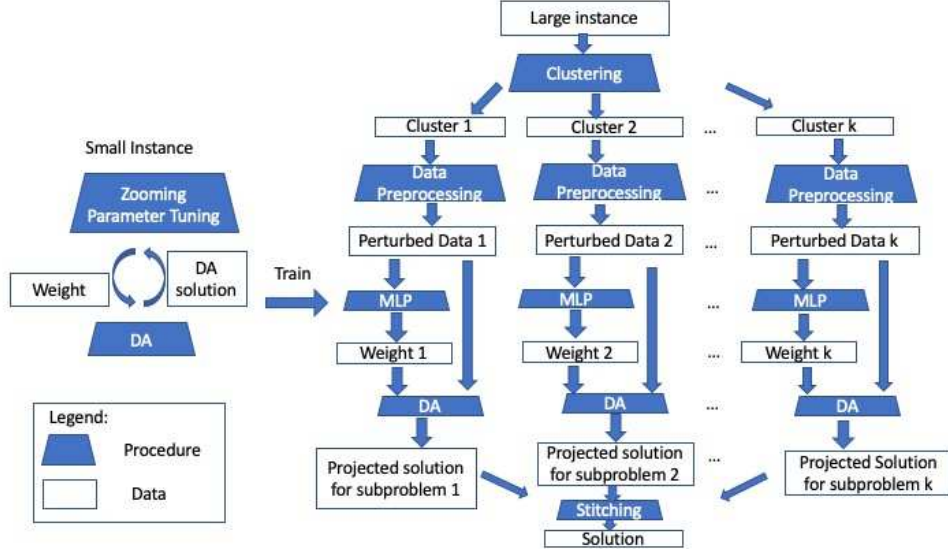 Large instance
Clustering
Cluster 1
Cluster 2
...
Cluster k
Small Instance
Zooming
Parameter Tuning
Weight
DA
solution
DA
Train
Data
Preprocessing
Data
Preprocessing
...
Data
Preprocessing
Perturbed Data 1
Perturbed Data 2
...
Perturbed Data k
MLP
MLP
...
MLP
Weight 1
Weight 2
...
Weight k
DA
DA
...
DA
Projected solution
for subproblem 1
Projected solution
for subproblem 2
...
Projected Solution
for subproblem k
Stitching
Solution
Legend:
Procedure
Data